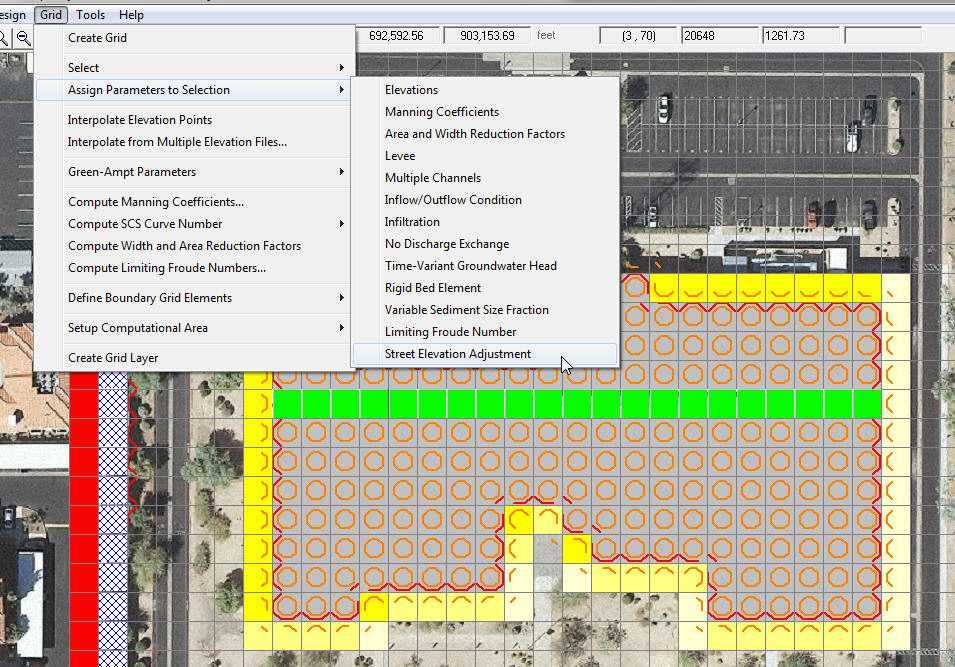 esign Grid Tools Help
692,592.56 903,153.69 feet (3 , 70) 20648 1261.73
Create Grid
Select
Assign Parameters to Selection
Interpolate Elevation Points
Interpolate from Multiple Elevation Files...
Green-Ampt Parameters
Compute Manning Coefficients...
Compute SCS Curve Number
Compute Width and Area Reduction Factors
Compute Limiting Froude Numbers...
Define Boundary Grid Elements
Setup Computational Area
Create Grid Layer
Elevations
Manning Coefficients
Area and Width Reduction Factors
Levee
Multiple Channels
Inflow/Outflow Condition
Infiltration
No Discharge Exchange
Time-Variant Groundwater Head
Rigid Bed Element
Variable Sediment Size Fraction
Limiting Froude Number
Street Elevation Adjustment